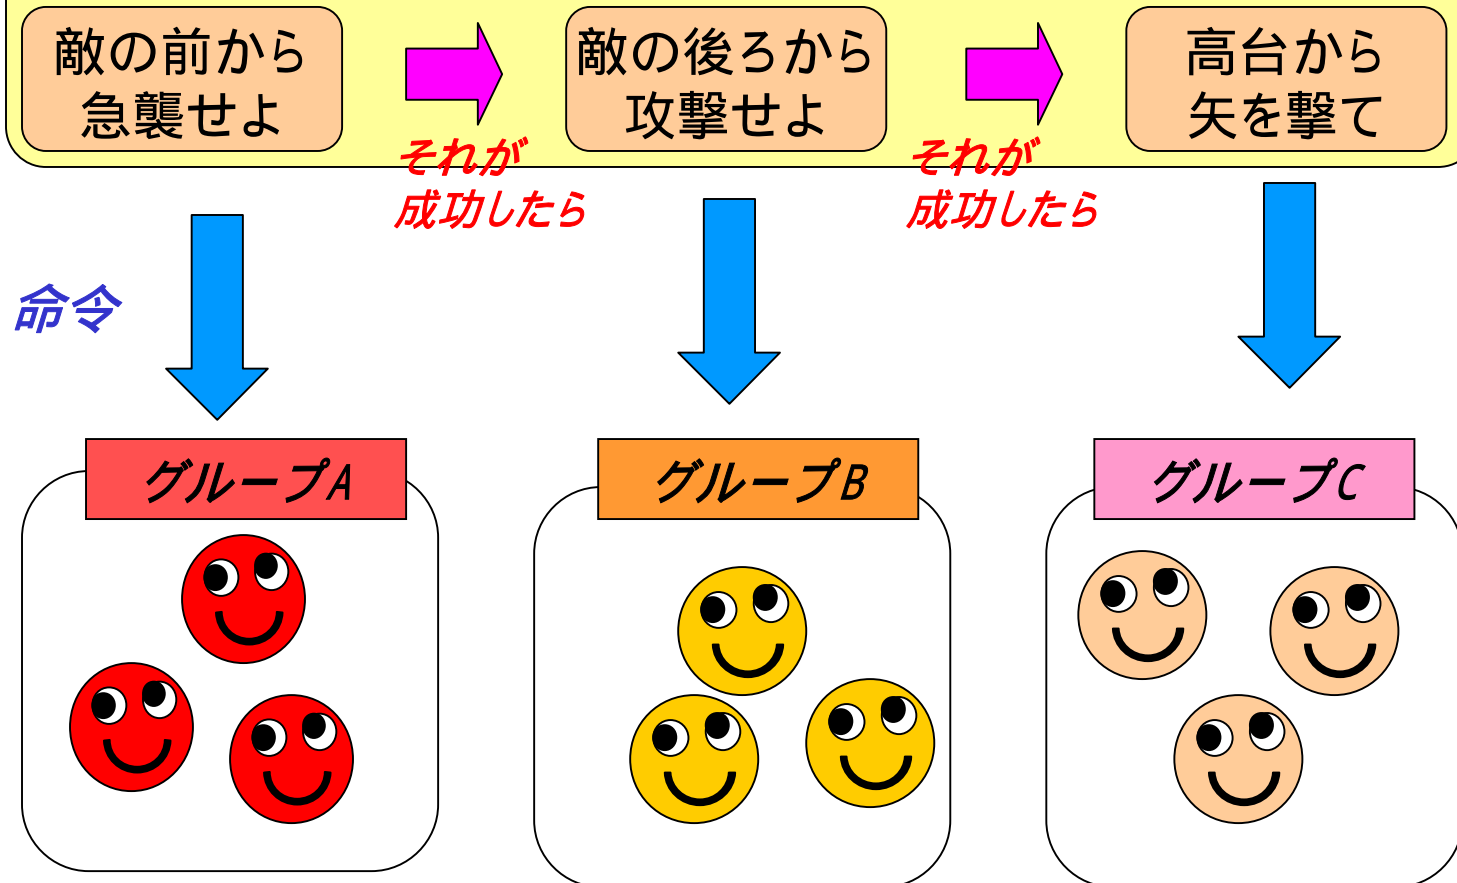 敵の前から
急襲せよ
敵の後ろから
攻撃せよ
高台から
矢を撃て
それが
成功したら
それが
成功したら
命令
グループA
グループB
グループC